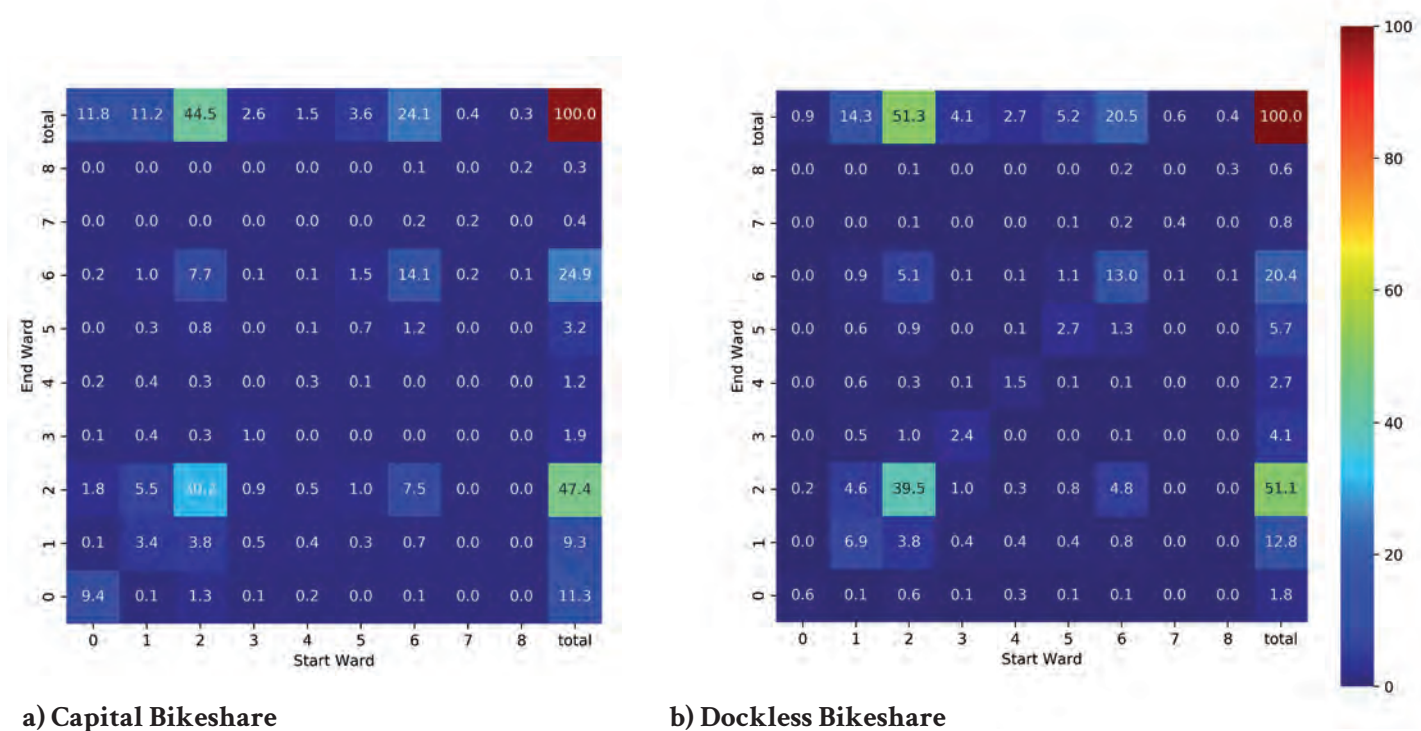 total 11.8 11.2 44.5 2.6 1.5 3.6 24.1 0.4 0.3 100.0
8 0.0 0.0 0.0 0.0 0.0 0.0 0.1 0.0 0.2 0.3
7 0.0 0.0 0.0 0.0 0.0 0.0 0.2 0.2 0.0 0.4
6 0.2 1.0 7.7 0.1 0.1 1.5 14.1 0.2 0.1 24.9
5 0.0 0.3 0.8 0.0 0.1 0.7 1.2 0.0 0.0 3.2
4 0.2 0.4 0.3 0.0 0.3 0.1 0.0 0.0 0.0 1.2
3 0.1 0.4 0.3 1.0 0.0 0.0 0.0 0.0 0.0 1.9
2 1.8 5.5 0.9 0.5 1.0 7.5 0.0 0.0 47.4
1 0.1 3.4 3.8 0.5 0.4 0.3 0.7 0.0 0.0 9.3
0 9.4 0.1 1.3 0.1 0.2 0.0 0.1 0.0 0.0 11.3
0 1 2 3 4 5 6 7 8 total
Start Ward
End Ward
a) Capital Bikeshare
total 0.9 14.3 51.3 4.1 2.7 5.2 20.5 0.6 0.4 100.0
8 0.0 0.0 0.1 0.0 0.0 0.0 0.2 0.0 0.3 0.6
7 0.0 0.0 0.1 0.0 0.0 0.1 0.2 0.4 0.0 0.8
6 0.0 0.9 5.1 0.1 0.1 1.1 13.0 0.1 0.1 20.4
5 0.0 0.6 0.9 0.0 0.1 2.7 1.3 0.0 0.0 5.7
4 0.0 0.6 0.3 0.1 1.5 0.1 0.1 0.0 0.0 2.7
3 0.0 0.5 1.0 2.4 0.0 0.0 0.1 0.0 0.0 4.1
2 0.2 4.6 39.5 1.0 0.3 0.8 4.8 0.0 0.0 51.1
1 0.0 6.9 3.8 0.4 0.4 0.4 0.8 0.0 0.0 12.8
0 0.6 0.1 0.6 0.1 0.3 0.1 0.1 0.0 0.0 1.8
0 1 2 3 4 5 6 7 8 total
Start Ward
End Ward
b) Dockless Bikeshare
100
80
60
40
20
0